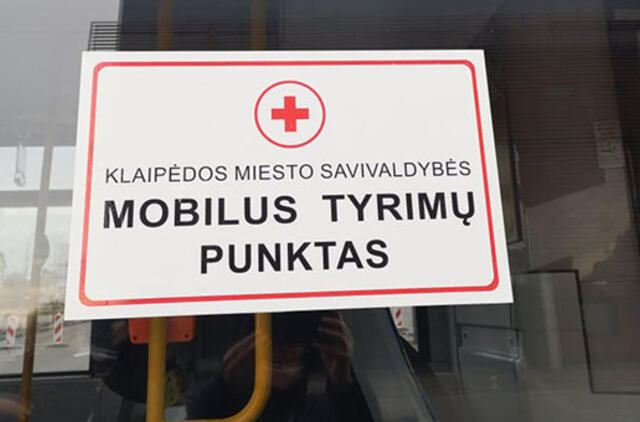 KLAIPĖDOS MIESTO SAVIVALDYBĖS
MOBILUS TYRIMŲ
PUNKTAS